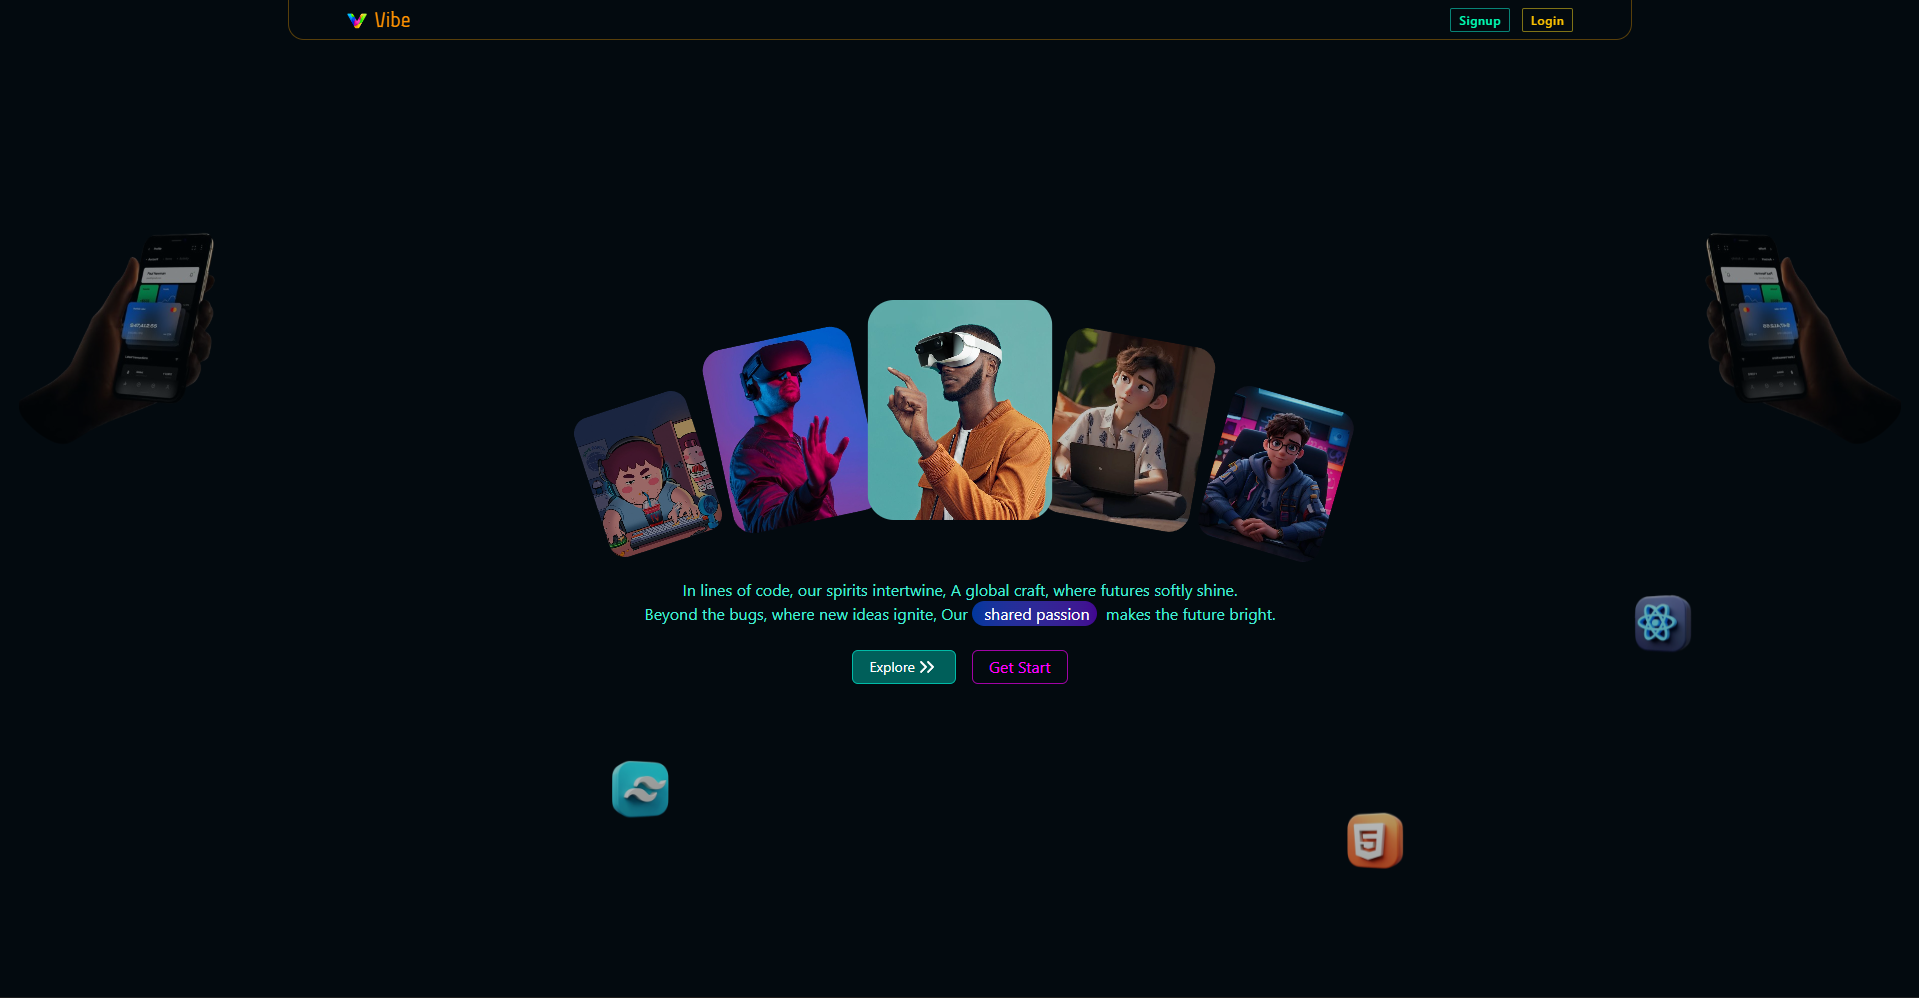 Vibe
Signup
Login
In lines of code, our spirits intertwine, A global craft, where futures softly shine.
Beyond the bugs, where new ideas ignite, Our shared passion makes the future bright.
Explore
Get Start